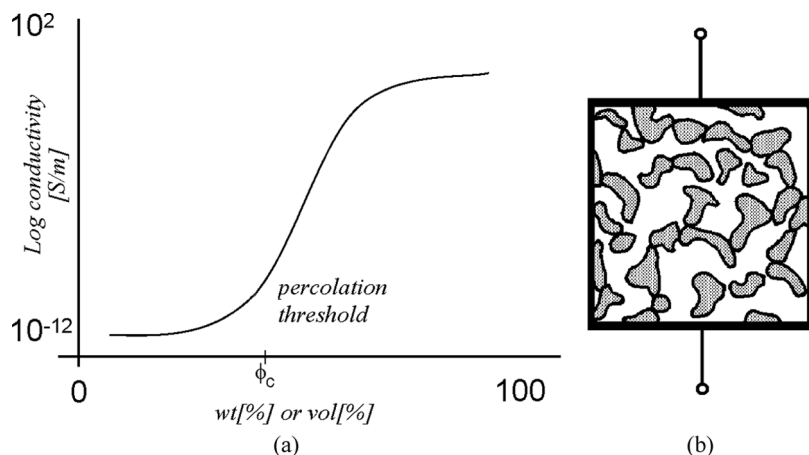 10²
Log conductivity
[S/m]
percolation
threshold
10⁻¹²
ϕc
0
100
wt[%] or vol[%]
(a)
(b)